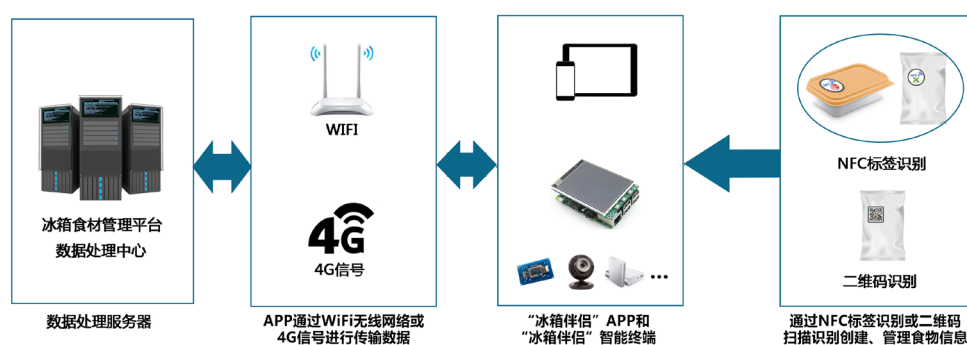 冰箱食材管理平台
数据处理中心
数据处理服务器
WIFI
4G
4G信号
APP通过WiFi无线网络或
4G信号进行传输数据
“冰箱伴侣”APP和
“冰箱伴侣”智能终端
NFC标签识别
二维码识别
通过NFC标签识别或二维码
扫描识别创建、管理食物信息